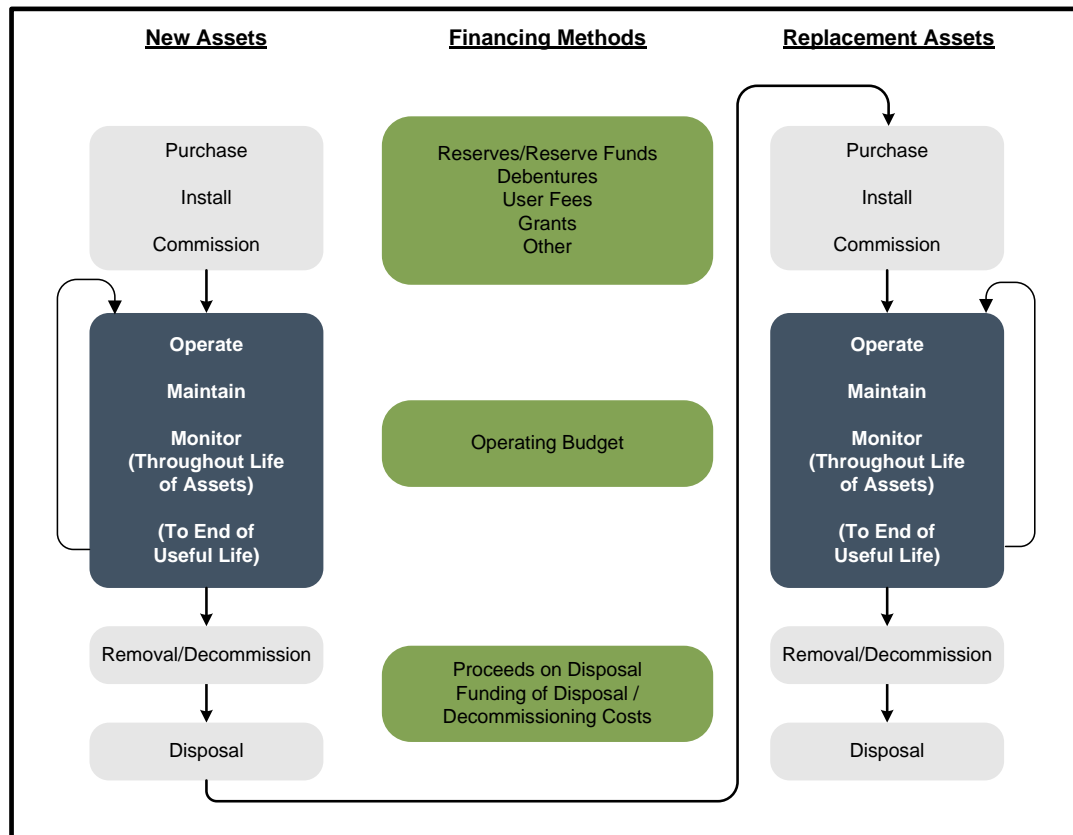 New Assets
Financing Methods
Replacement Assets
Purchase
Install
Commission
Operate
Maintain
Monitor
(Throughout Life
of Assets)
(To End of
Useful Life)
Removal/Decommission
Disposal
Reserves/Reserve Funds
Debentures
User Fees
Grants
Other
Operating Budget
Proceeds on Disposal
Funding of Disposal /
Decommissioning Costs
Purchase
Install
Commission
Operate
Maintain
Monitor
(Throughout Life
of Assets)
(To End of
Useful Life)
Removal/Decommission
Disposal